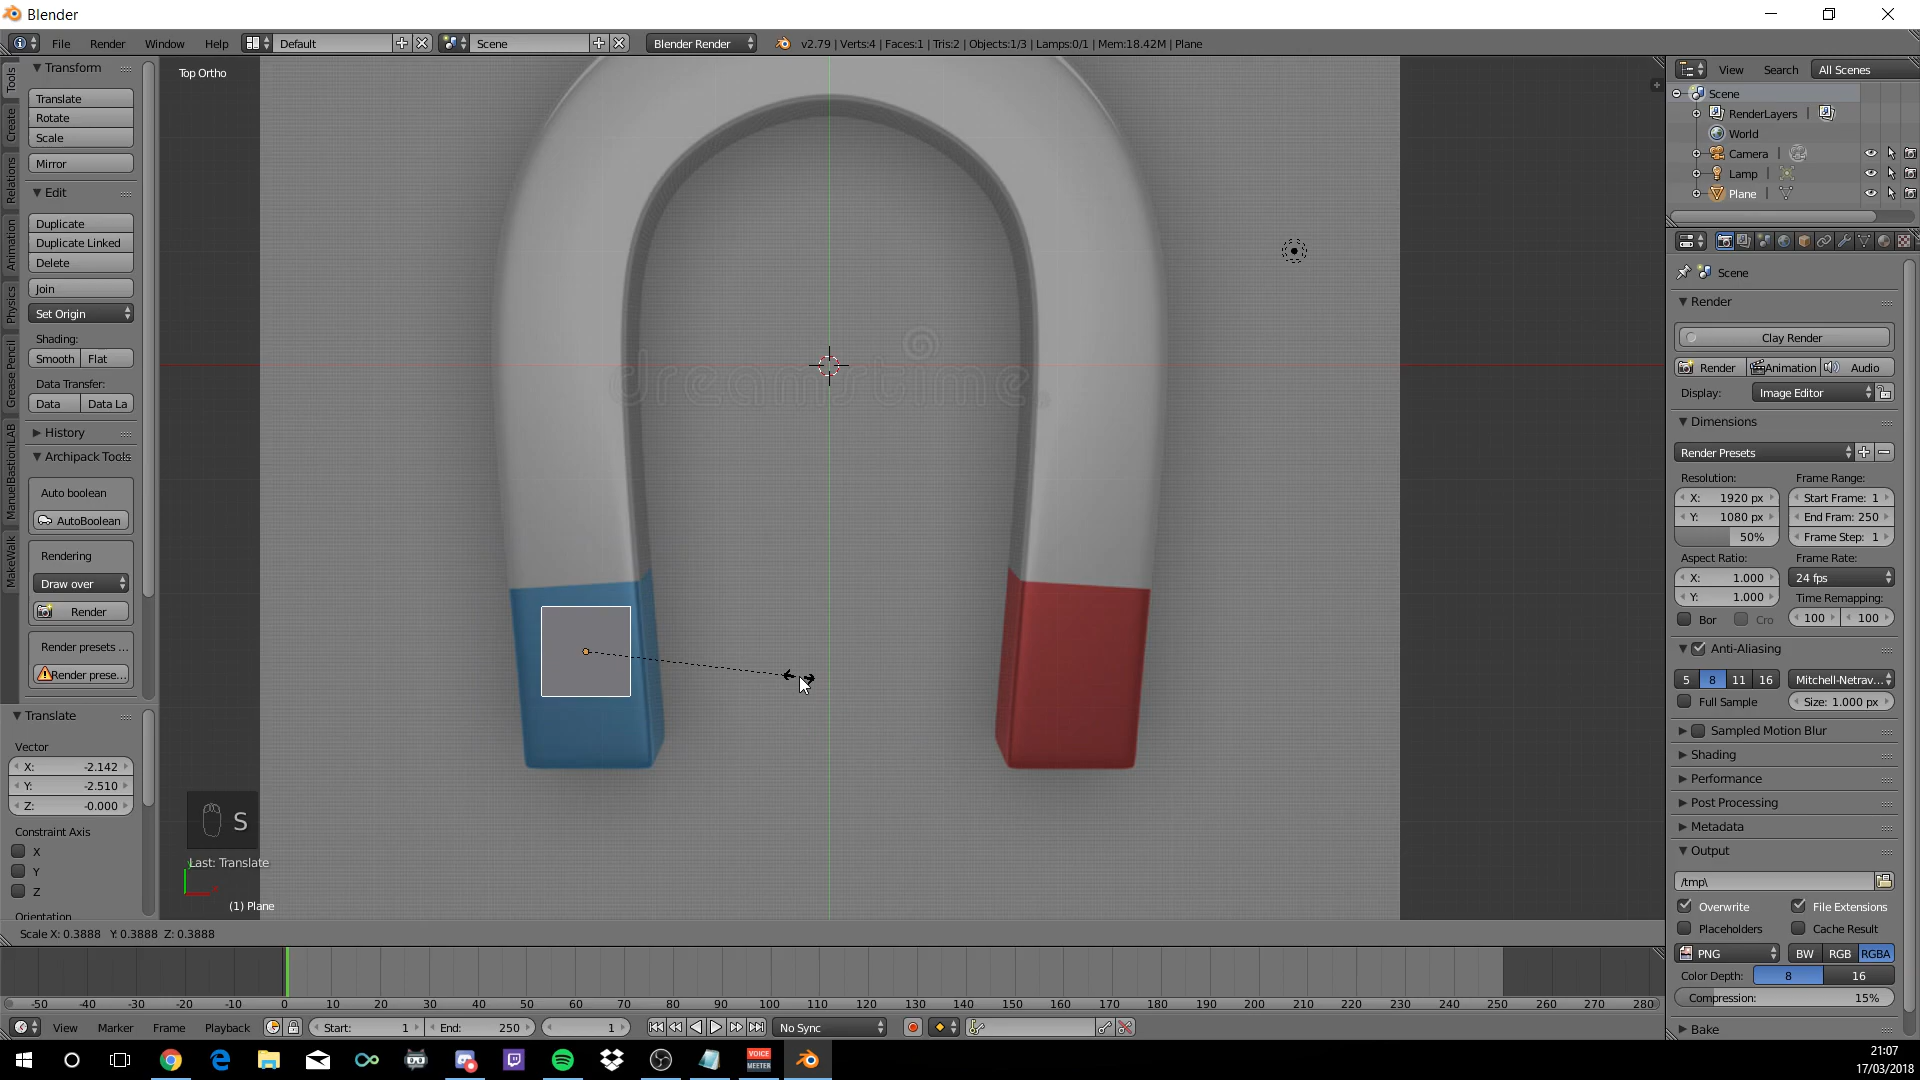 Blender
File Render Window Help Default Scene Blender Render v2.79 | Verts:4 | Faces:1 | Tris:2 | Objects:1/3 | Lamps:0/1 | Mem:18.42M | Plane
Tools
Create
Relations
Animation
Physics
Grease Pencil
ManuelBastioniLAB
MakeWalk
Transform
Translate
Rotate
Scale
Mirror
Edit
Duplicate
Duplicate Linked
Delete
Join
Set Origin
Shading:
Smooth Flat
Data Transfer:
Data Data La
History
Archipack Tools
Auto boolean
AutoBoolean
Rendering
Draw over
Render
Render presets ...
Render prese...
Translate
Vector
X: -2.142
Y: -2.510
Z: -0.000
Constraint Axis
X
Y
Z
Orientation
Top Ortho
dreamstime
S
Last: Translate
(1) Plane
Scale X: 0.3888 Y: 0.3888 Z: 0.3888
View Search All Scenes
Scene
RenderLayers
World
Camera
Lamp
Plane
Scene
Render
Clay Render
Render Animation Audio
Display: Image Editor
Dimensions
Render Presets
Resolution: Frame Range:
X: 1920 px Start Frame: 1
Y: 1080 px End Fram: 250
50% Frame Step: 1
Aspect Ratio: Frame Rate:
X: 1.000 24 fps
Y: 1.000 Time Remapping:
Bor Cro 100 100
Anti-Aliasing
5 8 11 16 Mitchell-Netrav...
Full Sample Size: 1.000 px
Sampled Motion Blur
Shading
Performance
Post Processing
Metadata
Output
/tmp\
Overwrite File Extensions
Placeholders Cache Result
PNG BW RGB RGBA
Color Depth: 8 16
Compression: 15%
Bake
-50 -40 -30 -20 -10 0 10 20 30 40 50 60 70 80 90 100 110 120 130 140 150 160 170 180 190 200 210 220 230 240 250 260 270 280
View Marker Frame Playback Start: 1 End: 250 1 No Sync
VOICE
MEETER
21:07
17/03/2018